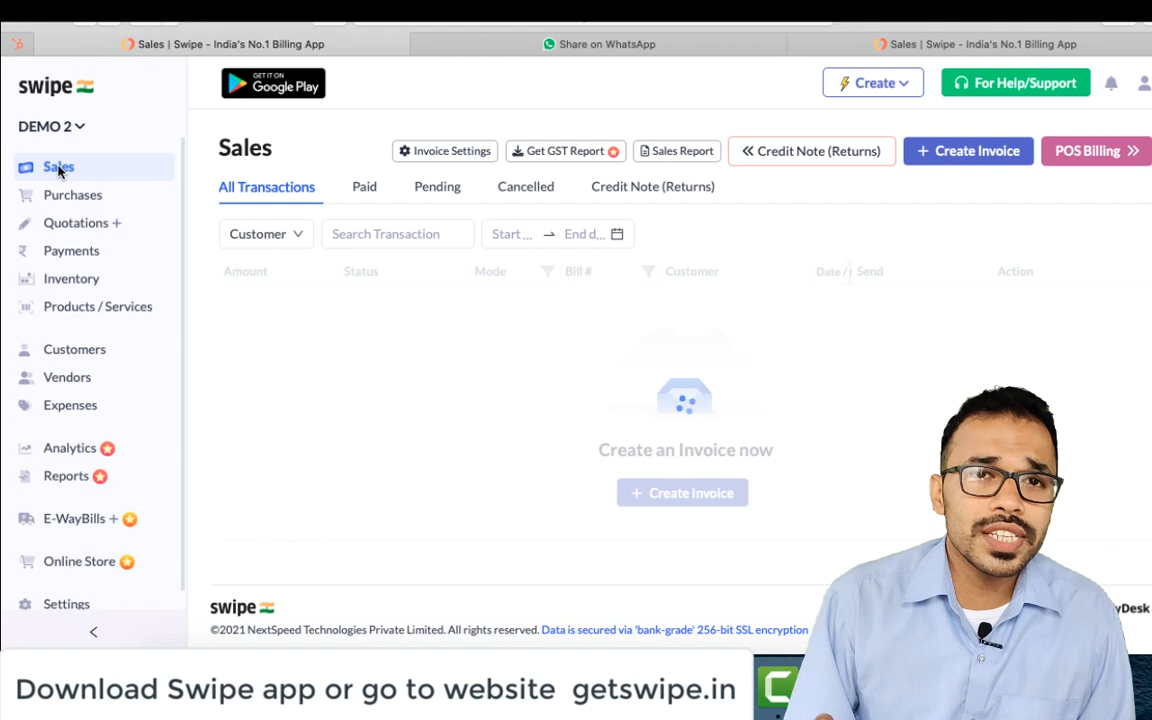 Sales | Swipe - India's No.1 Billing App
Share on WhatsApp
Sales | Swipe - India's No.1 Billing App
swipe
GET IT ON
Google Play
Create
For Help/Support
DEMO 2
Sales
Purchases
Quotations +
Payments
Inventory
Products / Services
Customers
Vendors
Expenses
Analytics
Reports
E-WayBills +
Online Store
Settings
Sales
Invoice Settings
Get GST Report
Sales Report
Credit Note (Returns)
+ Create Invoice
POS Billing
All Transactions Paid Pending Cancelled Credit Note (Returns)
Customer
Search Transaction
Start ... End d...
Amount Status Mode Bill # Customer Date / Send Action
Create an Invoice now
+ Create Invoice
swipe
©2021 NextSpeed Technologies Private Limited. All rights reserved. Data is secured via 'bank-grade' 256-bit SSL encryption
Download Swipe app or go to website getswipe.in